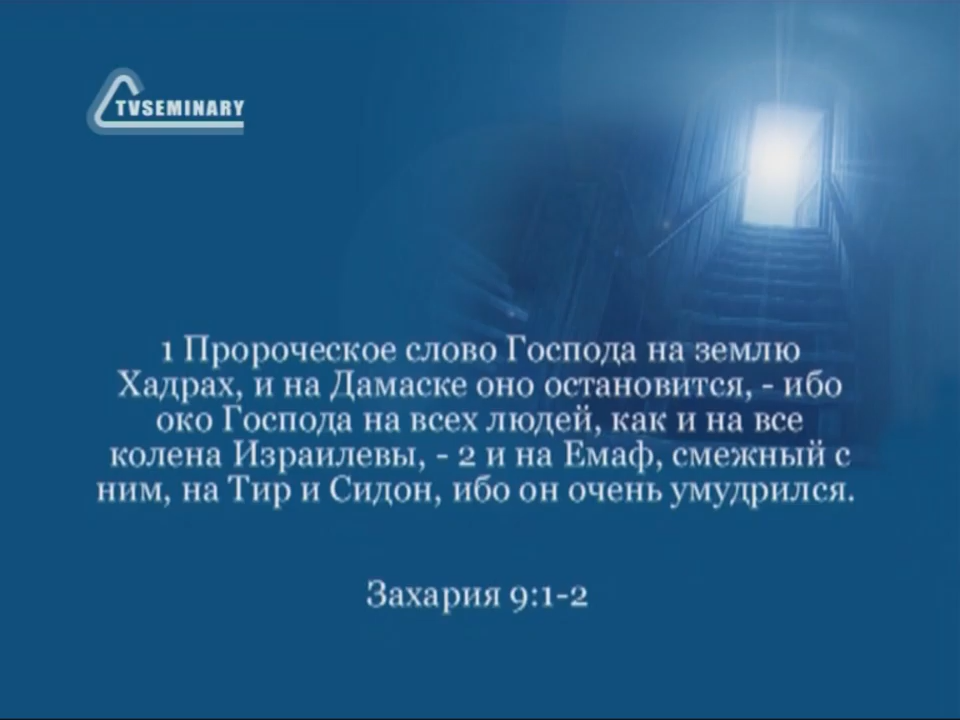 TVSEMINARY
1 Пророческое слово Господа на землю
Хадрах, и на Дамаске оно остановится, - ибо
око Господа на всех людей, как и на все
колена Израилевы, - 2 и на Емаф, смежный с
ним, на Тир и Сидон, ибо он очень умудрился.
Захария 9:1-2